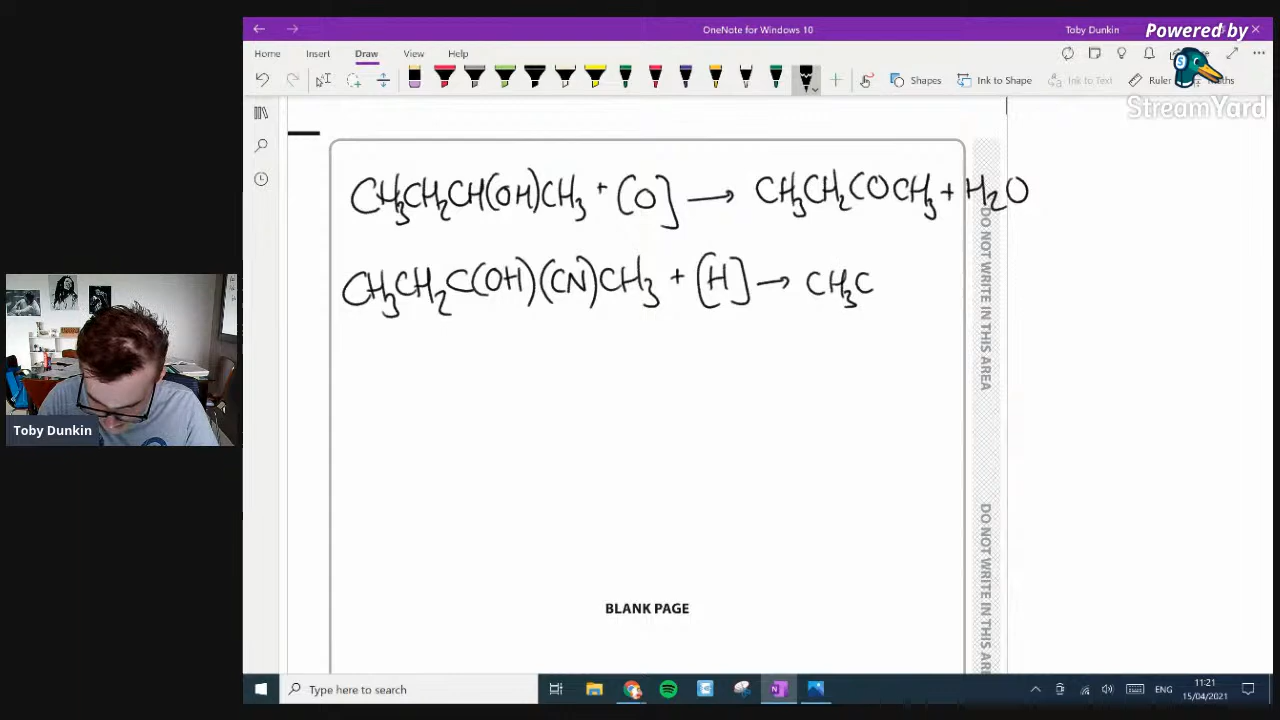 OneNote for Windows 10
Toby Dunkin
Powered by
StreamYard
Home Insert Draw View Help
Shapes Ink to Shape Ink to Text Ruler
CH₃CH₂CH(OH)CH₃ + [O] → CH₃CH₂COCH₃ + H₂O
CH₃CH₂C(OH)(CN)CH₃ + [H] → CH₃C
DO NOT WRITE IN THIS AREA
Toby Dunkin
DO NOT WRITE IN THIS ARE
BLANK PAGE
Type here to search
ENG
11:21
15/04/2021